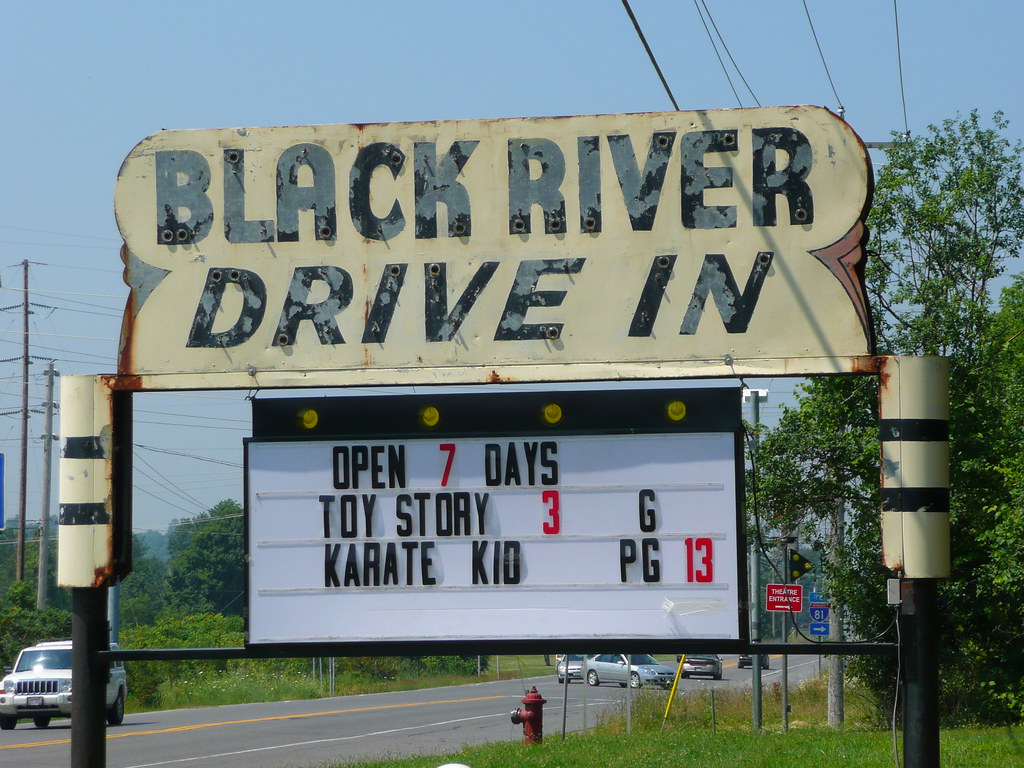 BLACK RIVER
DRIVE IN
OPEN 7 DAYS
TOY STORY 3 G
KARATE KID PG 13
THEATRE
ENTRANCE
81